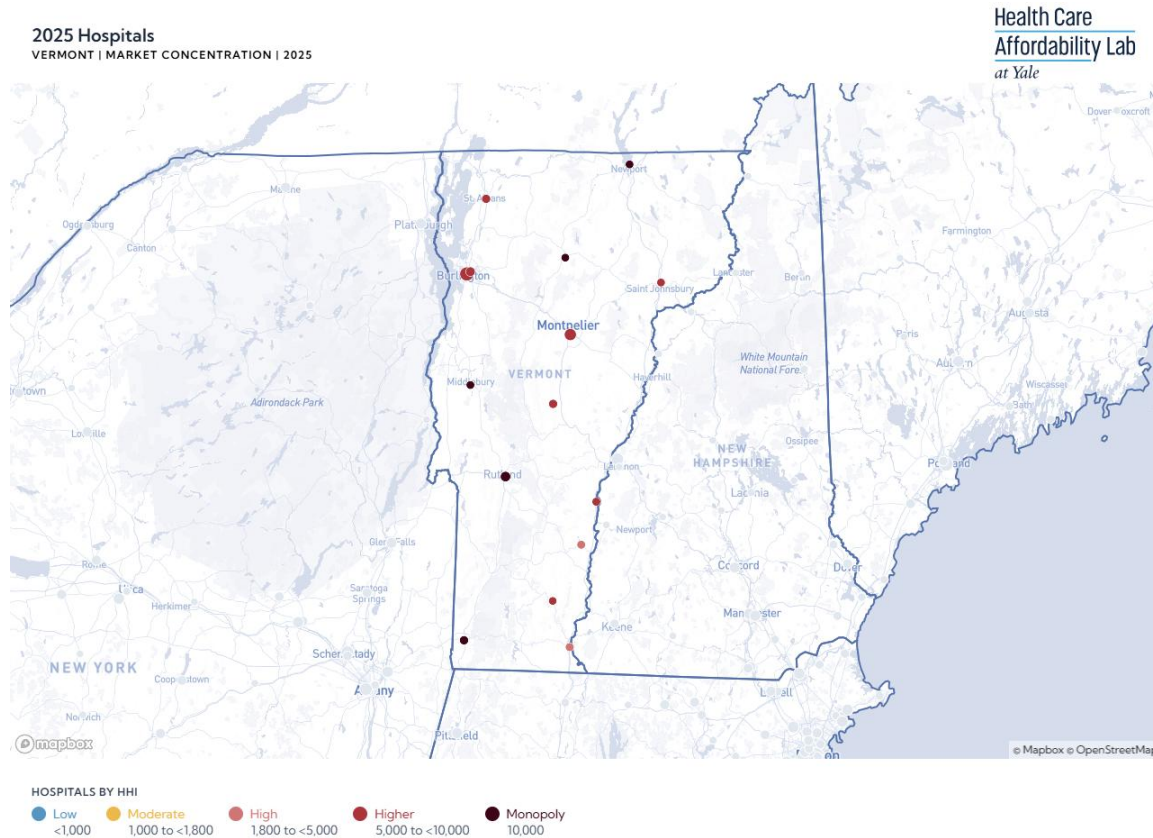 2025 Hospitals
VERMONT | MARKET CONCENTRATION | 2025
Health Care
Affordability Lab
at Yale
Dover
Newport
Malone
St. Albans
Ogdensburg
Plattsburgh
Farmington
Canton
Burlington
Lancaster
Berlin
Saint Johnsbury
Augusta
Montpelier
Paris
White Mountain
National Fore.
Auburn
VERMONT
Haverhill
Middlebury
Wiscasset
Bath
Adirondack Park
Lowville
Ossipee
NEW
HAMPSHIRE
Rutland
Lebanon
Portland
Laconia
Newport
Glens Falls
Rome
Concord
Dover
Utica
Saratoga
Springs
Herkimer
Manchester
Keene
Schenectady
NEW YORK
Cooperstown
Albany
Lowell
Norwich
Pittsfield
mapbox
© Mapbox © OpenStreetMap
HOSPITALS BY HHI
Low
Moderate
High
Higher
Monopoly
<1,000
1,000 to <1,800
1,800 to <5,000
5,000 to <10,000
10,000